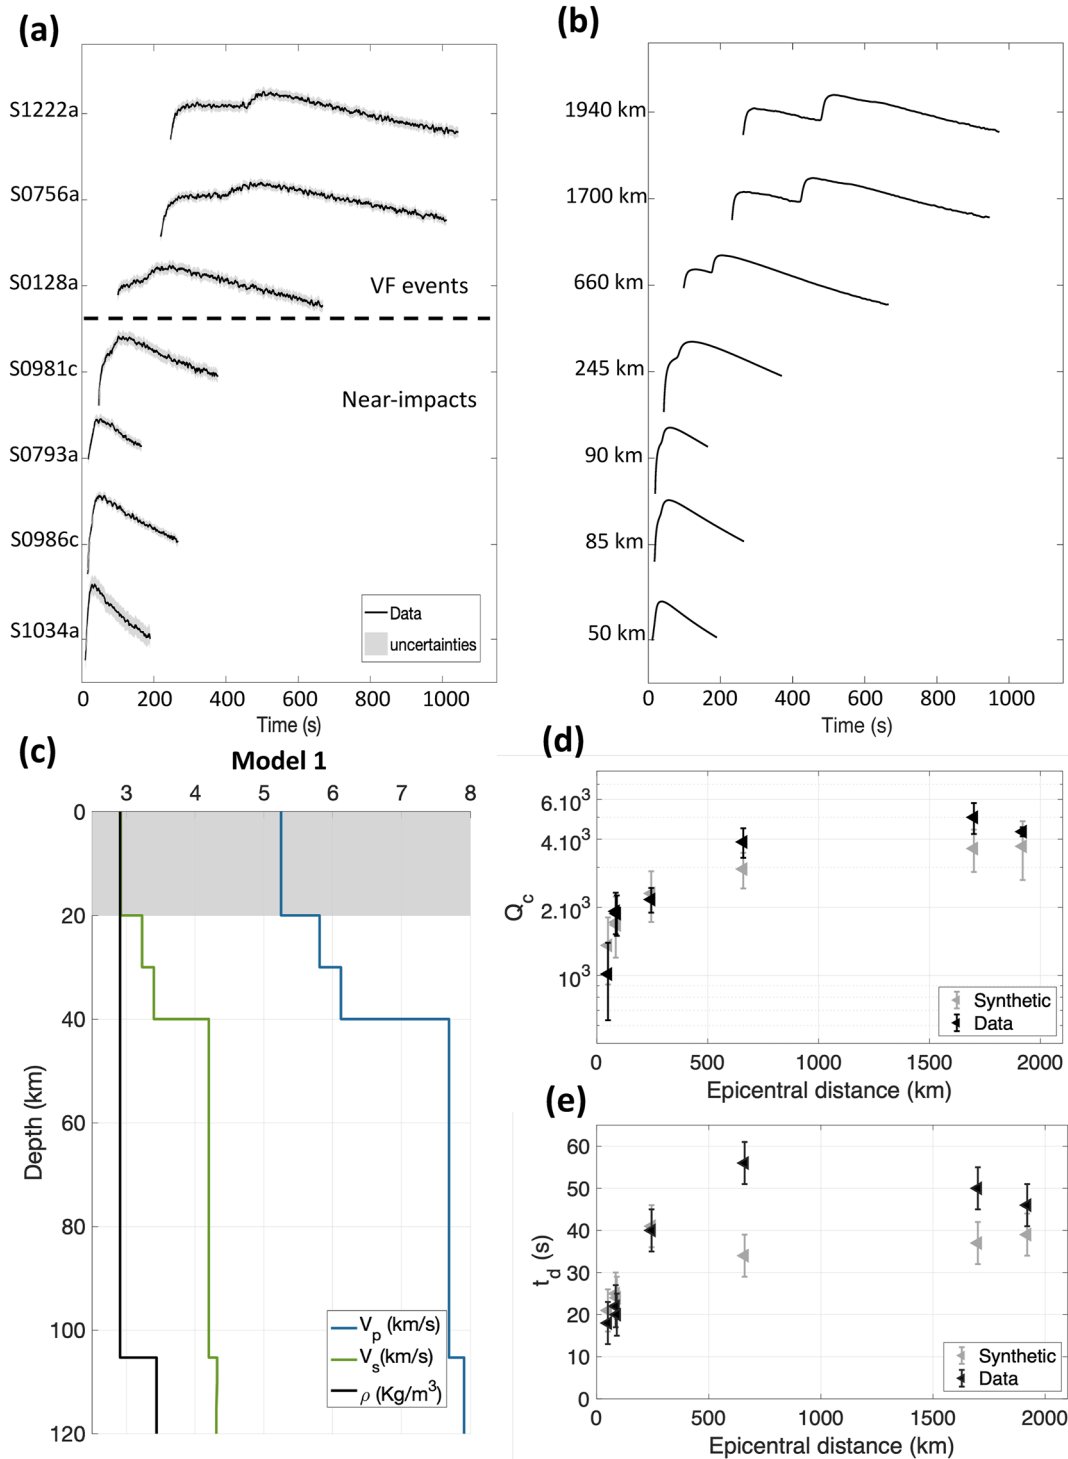 (a)
S1222a
S0756a
S0128a
VF events
S0981c
Near-impacts
S0793a
S0986c
S1034a
Data
uncertainties
0 200 400 600 800 1000
Time (s)
(b)
1940 km
1700 km
660 km
245 km
90 km
85 km
50 km
0 200 400 600 800 1000
Time (s)
(c)
Model 1
3 4 5 6 7 8
0
20
40
60
80
100
120
Depth (km)
Vp (km/s)
Vs(km/s)
ρ (Kg/m³)
(d)
6.10³
4.10³
2.10³
10³
Qc
Synthetic
Data
0 500 1000 1500 2000
Epicentral distance (km)
(e)
60
50
40
30
20
10
0
td (s)
Synthetic
Data
0 500 1000 1500 2000
Epicentral distance (km)